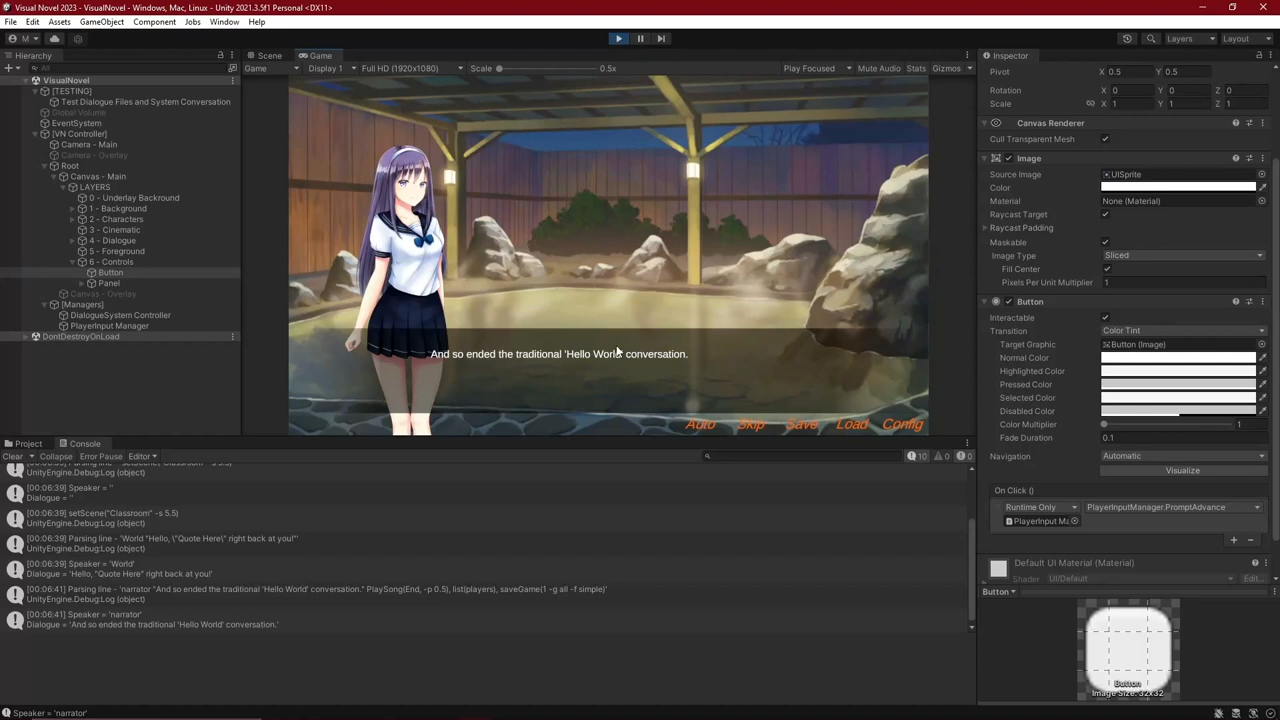 Visual Novel 2023 - VisualNovel - Windows, Mac, Linux - Unity 2021.3.5f1 Personal <DX11>
File Edit Assets GameObject Component Jobs Window Help
M
Layers Layout
Hierarchy
All
VisualNovel
[TESTING]
Test Dialogue Files and System Conversation
Global Volume
EventSystem
[VN Controller]
Camera - Main
Camera - Overlay
Root
Canvas - Main
LAYERS
0 - Underlay Backround
1 - Background
2 - Characters
3 - Cinematic
4 - Dialogue
5 - Foreground
6 - Controls
Button
Panel
Canvas - Overlay
[Managers]
DialogueSystem Controller
PlayerInput Manager
DontDestroyOnLoad
Scene Game
Game Display 1 Full HD (1920x1080) Scale 0.5x Play Focused Mute Audio Stats Gizmos
And so ended the traditional 'Hello World' conversation.
Auto Skip Save Load Config
Project Console
Clear Collapse Error Pause Editor 10 0 0
UnityEngine.Debug:Log (object)
[00:06:39] Speaker = ''
Dialogue = ''
[00:06:39] setScene("Classroom" -s 5.5)
UnityEngine.Debug:Log (object)
[00:06:39] Parsing line - 'World "Hello, \"Quote Here\" right back at you!"'
UnityEngine.Debug:Log (object)
[00:06:39] Speaker = 'World'
Dialogue = 'Hello, "Quote Here" right back at you!'
[00:06:41] Parsing line - 'narrator "And so ended the traditional 'Hello World' conversation." PlaySong(End, -p 0.5), list(players), saveGame(1 -g all -f simple)'
UnityEngine.Debug:Log (object)
[00:06:41] Speaker = 'narrator'
Dialogue = 'And so ended the traditional 'Hello World' conversation.'
Speaker = 'narrator'
Inspector
Pivot X 0.5 Y 0.5
Rotation X 0 Y 0 Z 0
Scale X 1 Y 1 Z 1
Canvas Renderer
Cull Transparent Mesh
Image
Source Image UISprite
Color
Material None (Material)
Raycast Target
Raycast Padding
Maskable
Image Type Sliced
Fill Center
Pixels Per Unit Multiplier 1
Button
Interactable
Transition Color Tint
Target Graphic Button (Image)
Normal Color
Highlighted Color
Pressed Color
Selected Color
Disabled Color
Color Multiplier 1
Fade Duration 0.1
Navigation Automatic
Visualize
On Click ()
Runtime Only PlayerInputManager.PromptAdvance
PlayerInput Ma
Default UI Material (Material)
Shader UI/Default Edit...
Button
Button
Image Size: 32x32